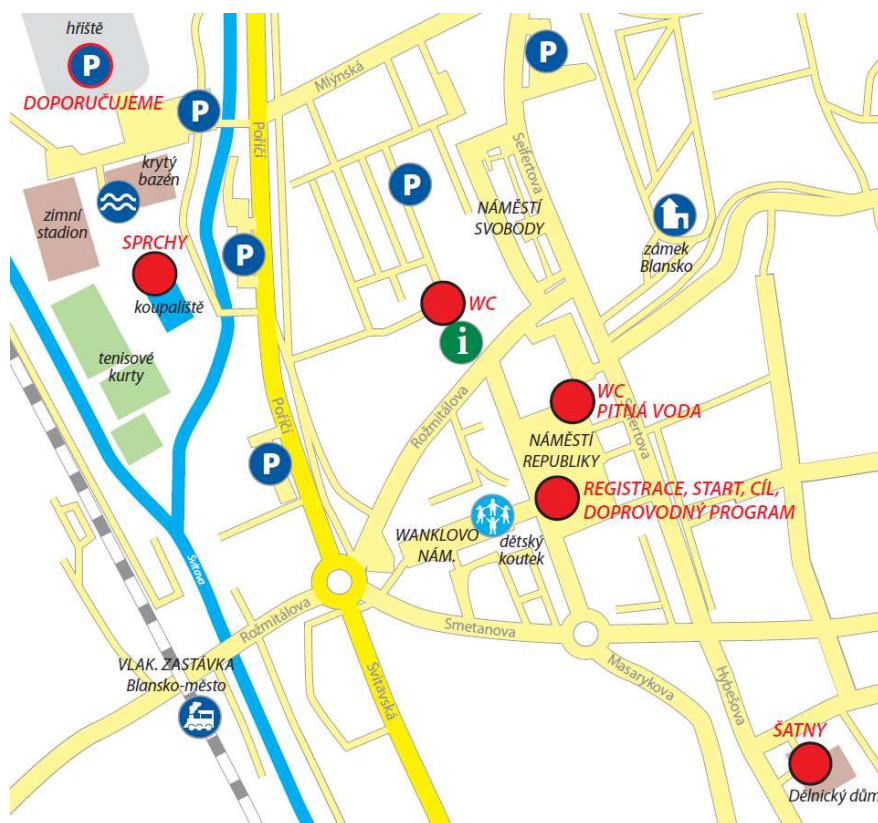 hřiště
P
DOPORUČUJEME
P
P
Mlýnská
Poříčí
krytý
bazén
zimní
stadion
P
Seifertova
NÁMĚSTÍ
SVOBODY
zámek
Blansko
SPRCHY
P
koupaliště
WC
i
tenisové
kurty
Rožmitálova
WC
PITNÁ VODA
Seifertova
Poříčí
P
NÁMĚSTÍ
REPUBLIKY
REGISTRACE, START, CÍL,
DOPROVODNÝ PROGRAM
WANKLOVO
NÁM.
dětský
koutek
Svitava
Rožmitálova
Smetanova
VLAK. ZASTÁVKA
Blansko-město
Svitavská
Masarykova
Hybešova
ŠATNY
Dělnický dům